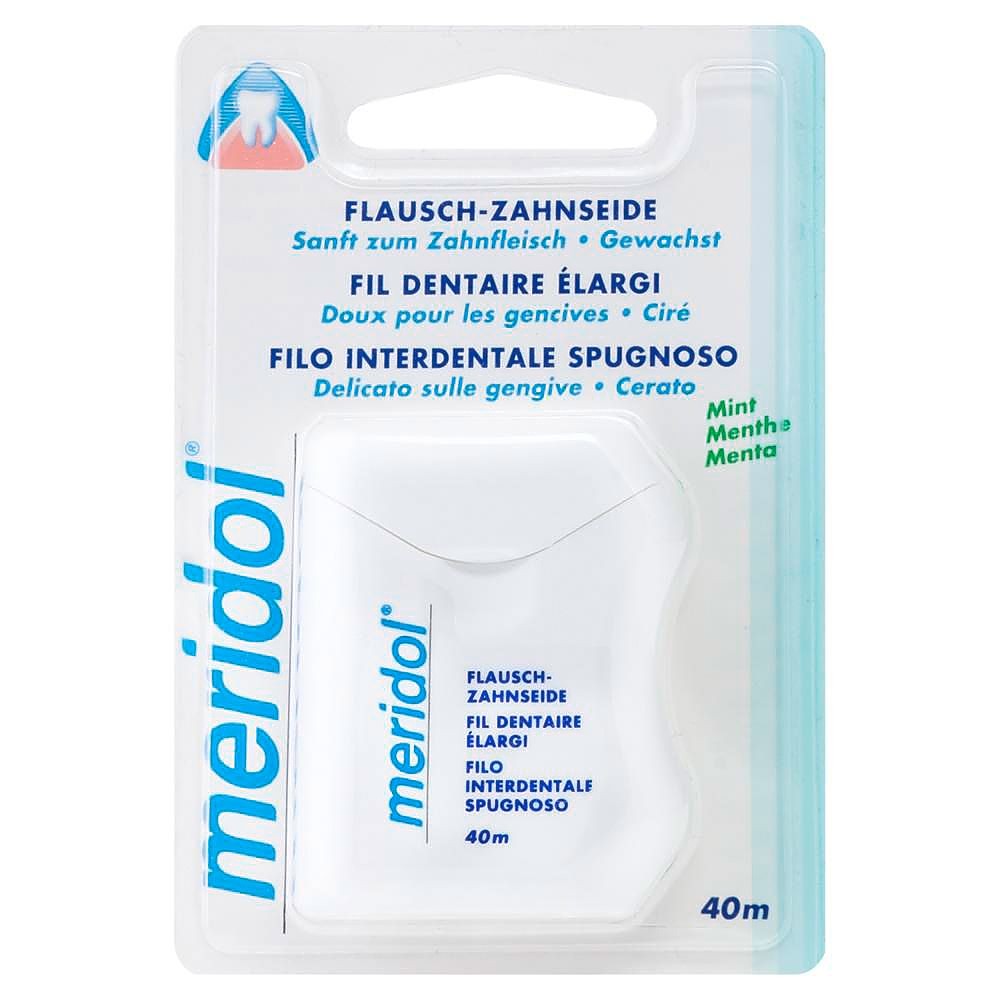 FLAUSCH-ZAHNSEIDE
Sanft zum Zahnfleisch • Gewachst
FIL DENTAIRE ÉLARGI
Doux pour les gencives • Ciré
FILO INTERDENTALE SPUGNOSO
Delicato sulle gengive • Cerato
Mint
Menthe
Menta
meridol®
meridol®
FLAUSCH-
ZAHNSEIDE
FIL DENTAIRE
ÉLARGI
FILO
INTERDENTALE
SPUGNOSO
40m
40m